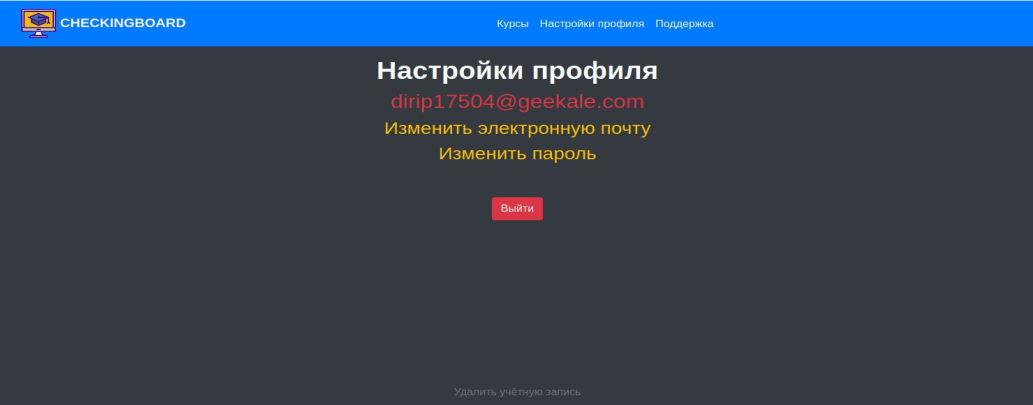 CHECKINGBOARD
Курсы Настройки профиля Поддержка
Настройки профиля
dirip17504@geekale.com
Изменить электронную почту
Изменить пароль
Выйти
Удалить учётную запись